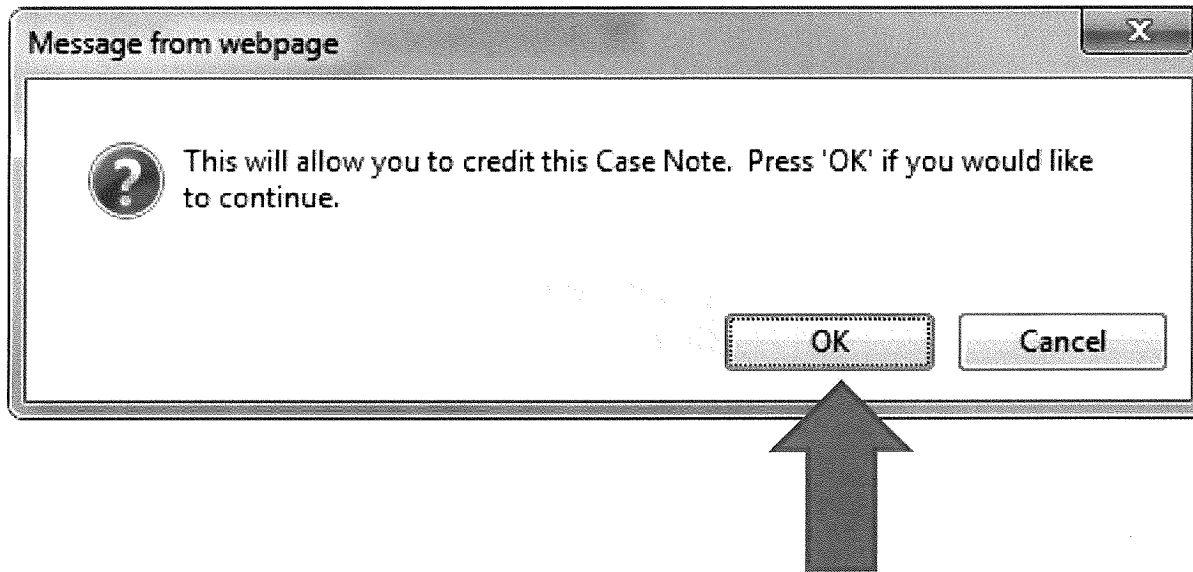 Message from webpage
X
?
This will allow you to credit this Case Note.  Press 'OK' if you would like
to continue.
OK
Cancel